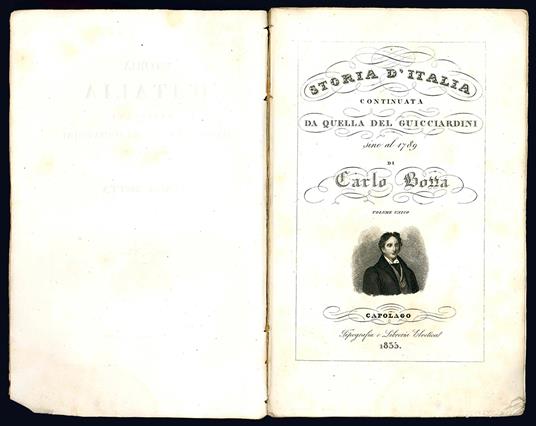 STORIA D'ITALIA
CONTINUATA
DA QUELLA DEL GUICCIARDINI
sino al 1789
DI
Carlo Botta
VOLUME UNICO
CAPOLAGO
Tipografia e Libreria Elvetica
1835.